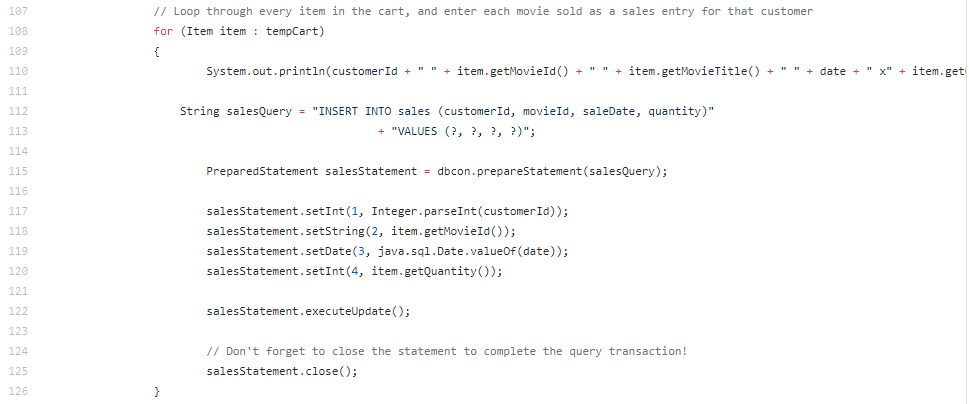 107 // Loop through every item in the cart, and enter each movie sold as a sales entry for that customer
108 for (Item item : tempCart)
109 {
110 System.out.println(customerId + " " + item.getMovieId() + " " + item.getMovieTitle() + " " + date + " x" + item.get
111
112 String salesQuery = "INSERT INTO sales (customerId, movieId, saleDate, quantity)"
113 + "VALUES (?, ?, ?, ?)";
114
115 PreparedStatement salesStatement = dbcon.prepareStatement(salesQuery);
116
117 salesStatement.setInt(1, Integer.parseInt(customerId));
118 salesStatement.setString(2, item.getMovieId());
119 salesStatement.setDate(3, java.sql.Date.valueOf(date));
120 salesStatement.setInt(4, item.getQuantity());
121
122 salesStatement.executeUpdate();
123
124 // Don't forget to close the statement to complete the query transaction!
125 salesStatement.close();
126 }